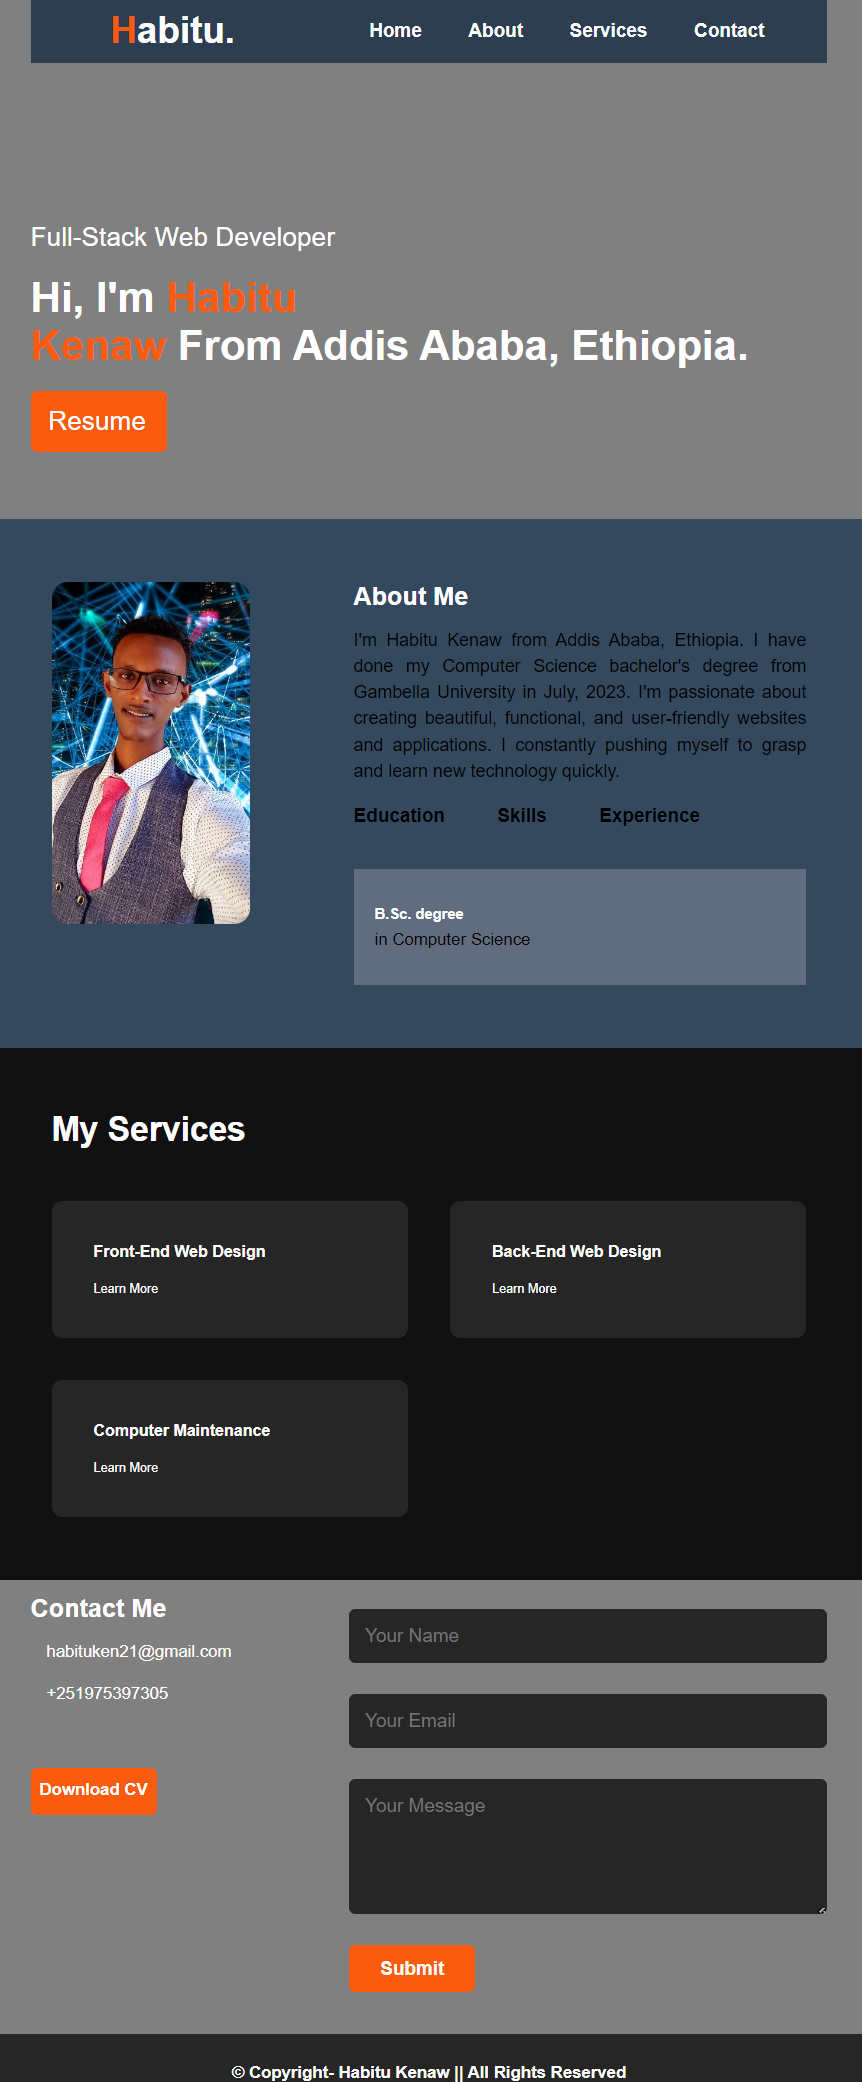 Habitu.
Home About Services Contact
Full-Stack Web Developer
Hi, I'm Habitu
Kenaw From Addis Ababa, Ethiopia.
Resume
About Me
I'm Habitu Kenaw from Addis Ababa, Ethiopia. I have
done my Computer Science bachelor's degree from
Gambella University in July, 2023. I'm passionate about
creating beautiful, functional, and user-friendly websites
and applications. I constantly pushing myself to grasp
and learn new technology quickly.
Education Skills Experience
B.Sc. degree
in Computer Science
My Services
Front-End Web Design
Learn More
Back-End Web Design
Learn More
Computer Maintenance
Learn More
Contact Me
habituken21@gmail.com
+251975397305
Download CV
Your Name
Your Email
Your Message
Submit
© Copyright- Habitu Kenaw || All Rights Reserved